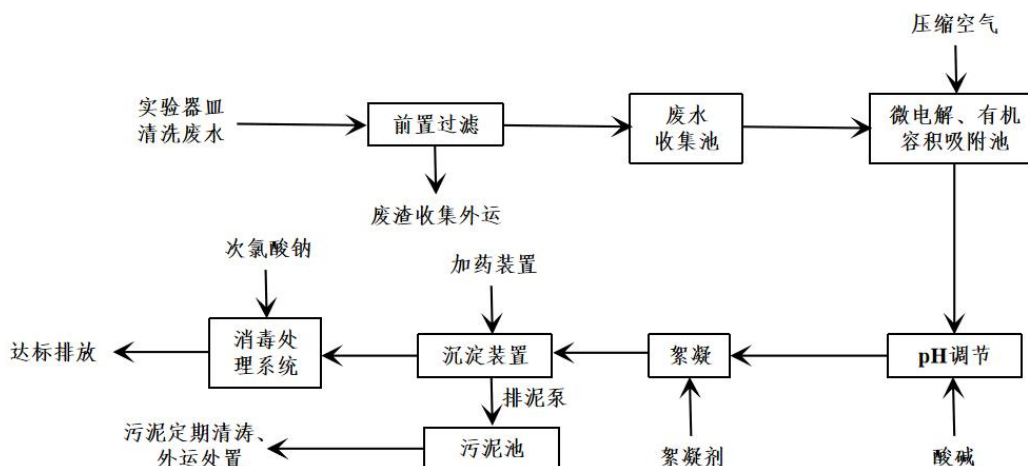 压缩空气
实验器皿
清洗废水
前置过滤
废水
收集池
微电解、有机
容积吸附池
废渣收集外运
次氯酸钠
加药装置
达标排放
消毒处
理系统
沉淀装置
絮凝
pH调节
排泥泵
污泥定期清涛、
外运处置
污泥池
絮凝剂
酸碱